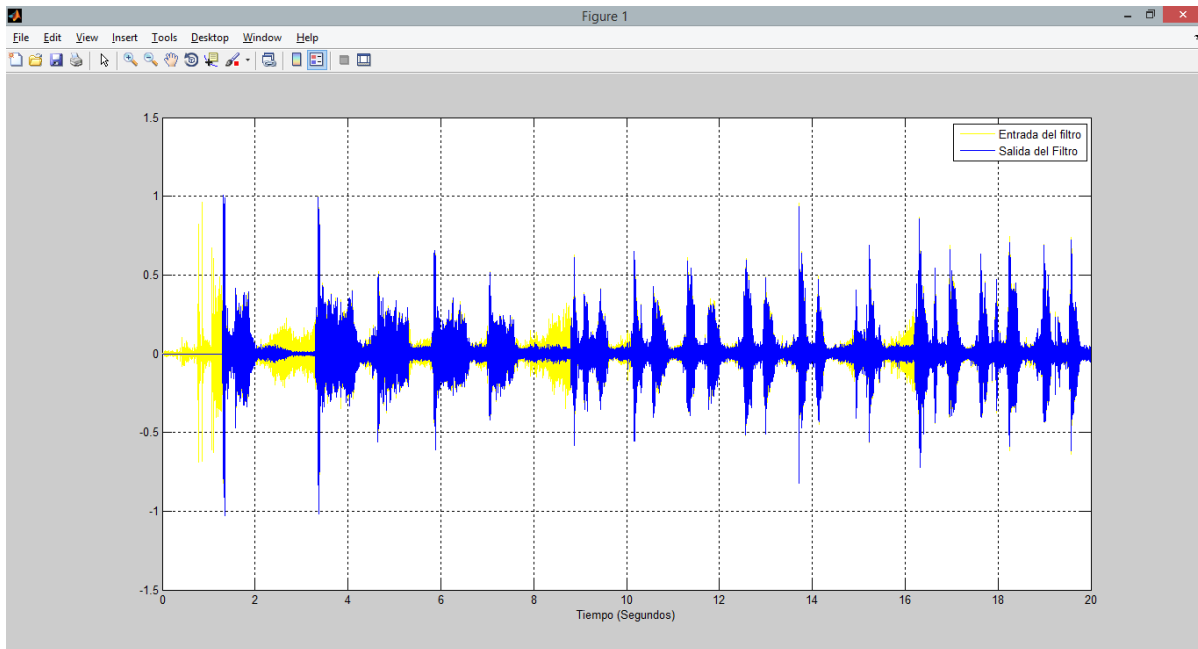 Figure 1
File Edit View Insert Tools Desktop Window Help
Entrada del filtro
Salida del Filtro
1.5
1
0.5
0
-0.5
-1
-1.5
0 2 4 6 8 10 12 14 16 18 20
Tiempo (Segundos)